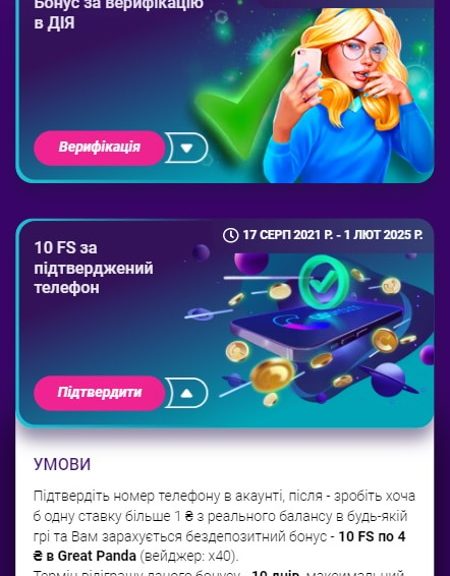 Бонус за верифікацію
в ДІЯ
Верифікація
17 СЕРП 2021 Р. - 1 ЛЮТ 2025 Р.
10 FS за
підтверджений
телефон
Підтвердити
УМОВИ
Підтвердіть номер телефону в акаунті, після - зробіть хоча
б одну ставку більше 1 ₴ з реального балансу в будь-якій
грі та Вам зарахується бездепозитний бонус - 10 FS по 4
₴ в Great Panda (вейджер: x40).
Термін відіграшу даного бонусу - 10 днів, максимальний